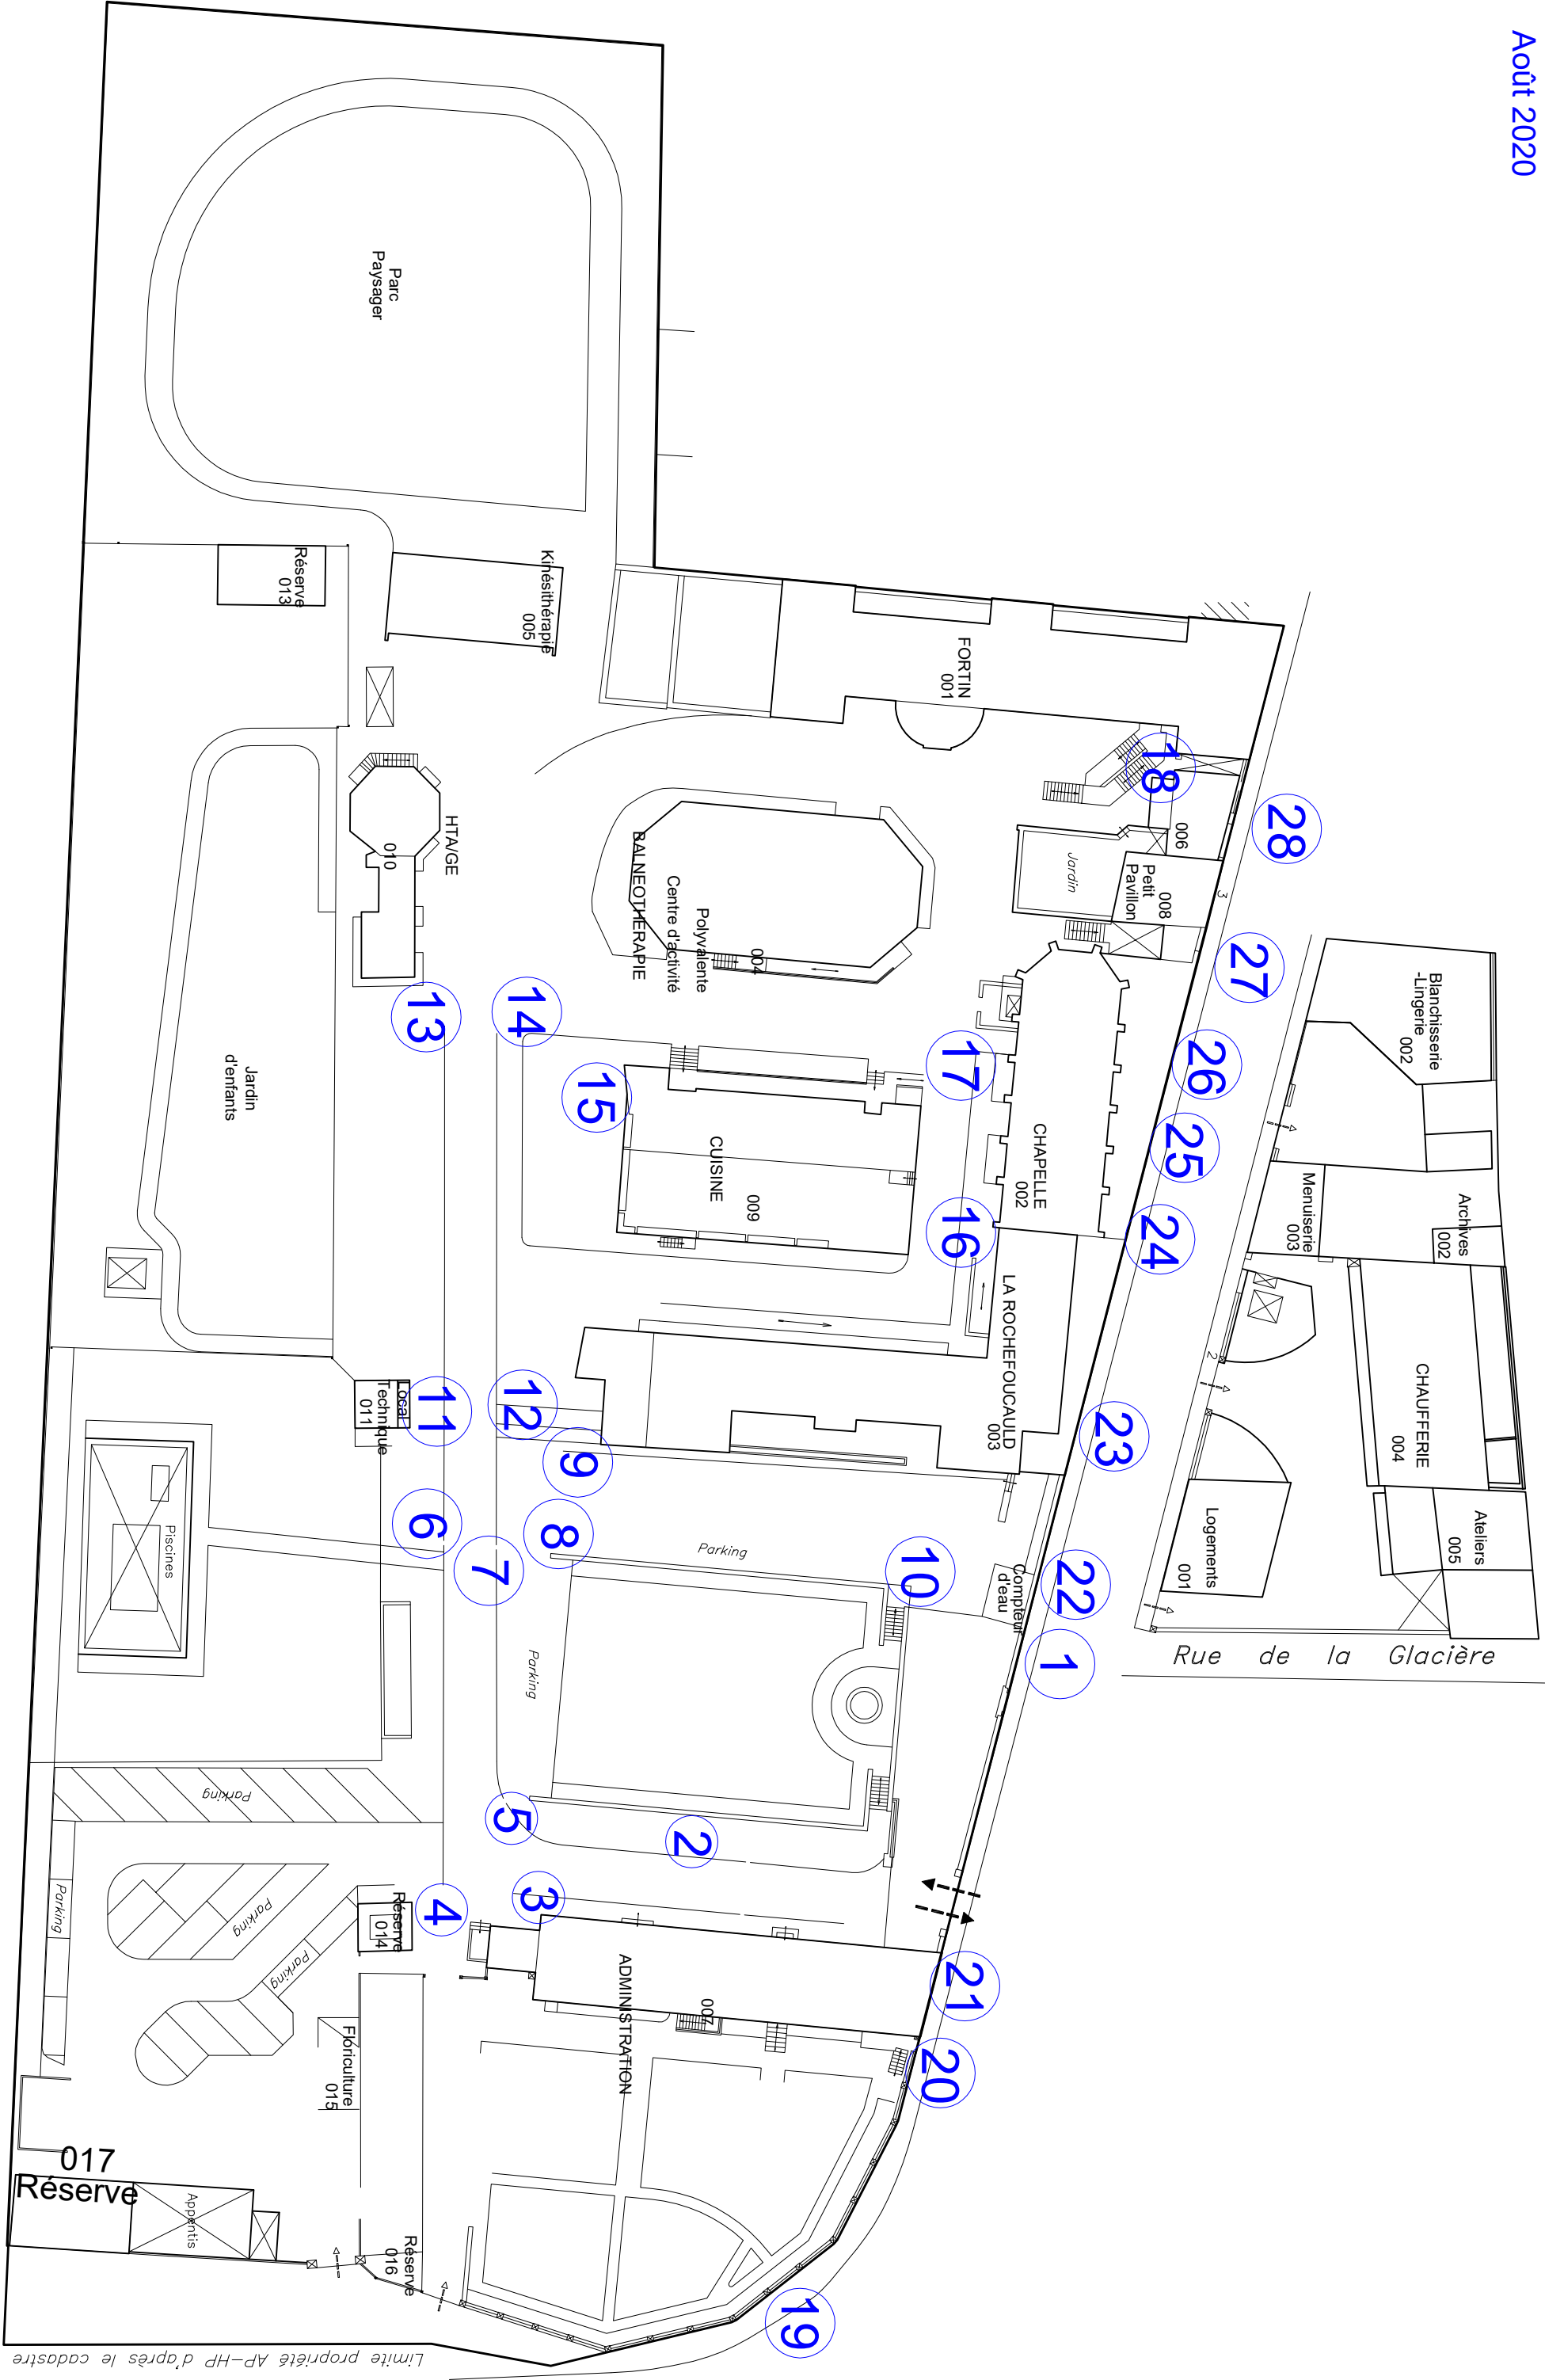 Août 2020
Parc
Paysager
Réserve
013
Kinésithérapie
005
FORTIN
001
18
006
28
008
Petit
Pavillon
3
Jardin
27
HTA/GE
010
BALNEOTHERAPIE
Centre d'activité
Polyvalente
004
13
14
15
17
26
25
Blanchisserie
-Lingerie
002
Jardin
d'enfants
CUISINE
009
CHAPELLE
002
16
24
Menuiserie
003
Archives
002
LA ROCHEFOUCAULD
003
2
CHAUFFERIE
004
Local
Technique
011
11
12
9
23
6
7
8
Parking
10
Compteur
d'eau
22
1
Logements
001
Ateliers
005
Piscines
Parking
Rue de la Glacière
Parking
5
2
3
4
Parking
Parking
Parking
Réserve
014
ADMINISTRATION
007
21
20
Floriculture
015
017
Réserve
Appentis
Réserve
016
19
Limite propriété AP-HP d'après le cadastre